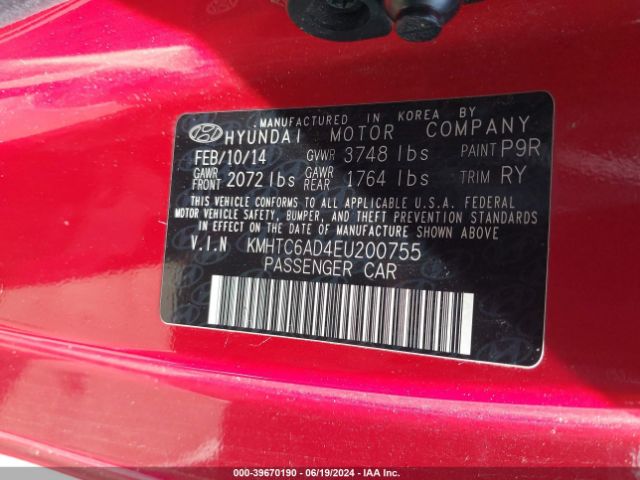 MANUFACTURED IN KOREA BY
HYUNDAI MOTOR COMPANY
FEB/10/14 GVWR 3748 lbs PAINT P9R
GAWR FRONT 2072 lbs GAWR REAR 1764 lbs TRIM RY
THIS VEHICLE CONFORMS TO ALL APPLICABLE U.S.A. FEDERAL
MOTOR VEHICLE SAFETY, BUMPER, AND THEFT PREVENTION STANDARDS
IN EFFECT ON THE DATE OF MANUFACTURE SHOWN ABOVE
V.I.N KMHTC6AD4EU200755
PASSENGER CAR
000-39670190 - 06/19/2024 - IAA Inc.